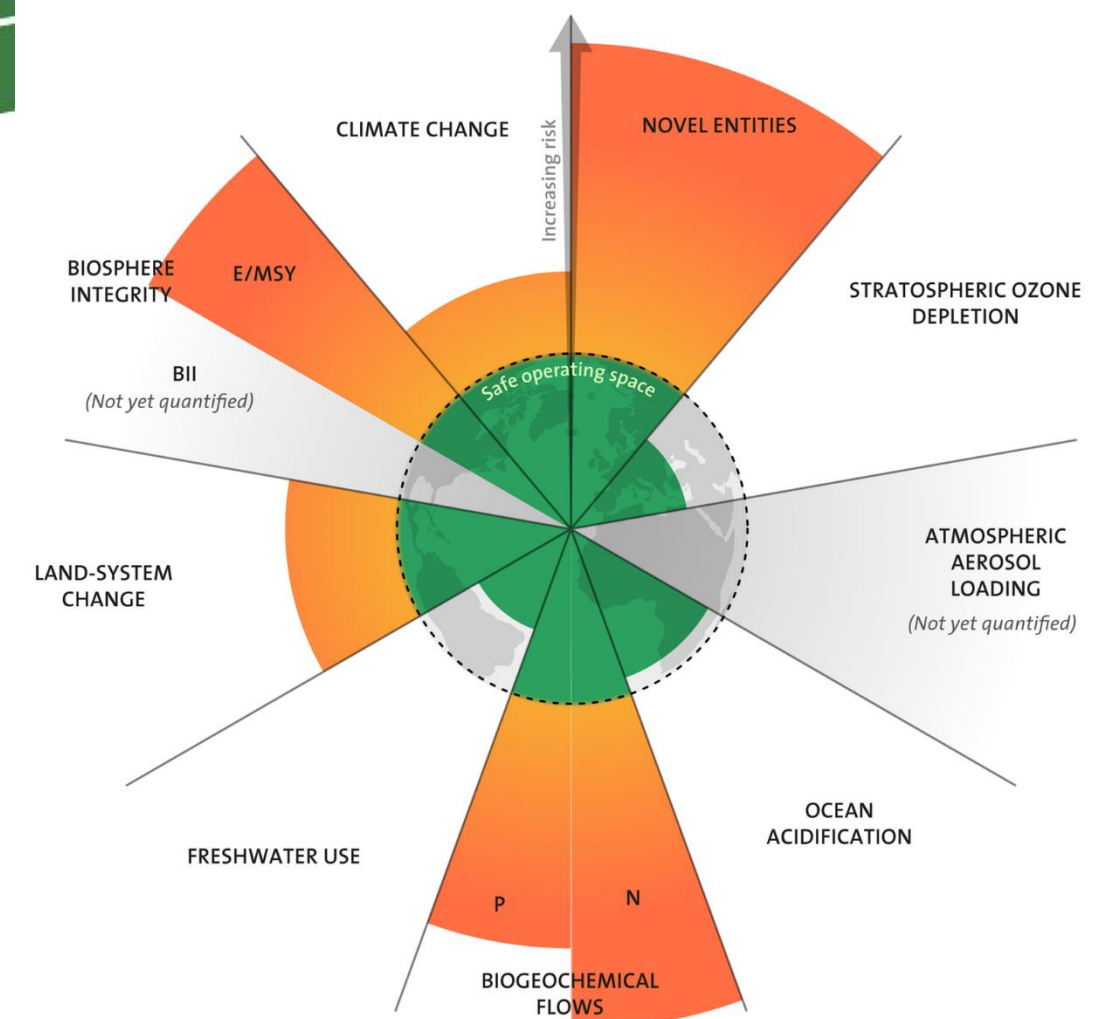 CLIMATE CHANGE
NOVEL ENTITIES
Increasing risk
BIOSPHERE
INTEGRITY
E/MSY
STRATOSPHERIC OZONE
DEPLETION
BII
(Not yet quantified)
Safe operating space
ATMOSPHERIC
AEROSOL
LOADING
(Not yet quantified)
LAND-SYSTEM
CHANGE
OCEAN
ACIDIFICATION
FRESHWATER USE
P
N
BIOGEOCHEMICAL
FLOWS